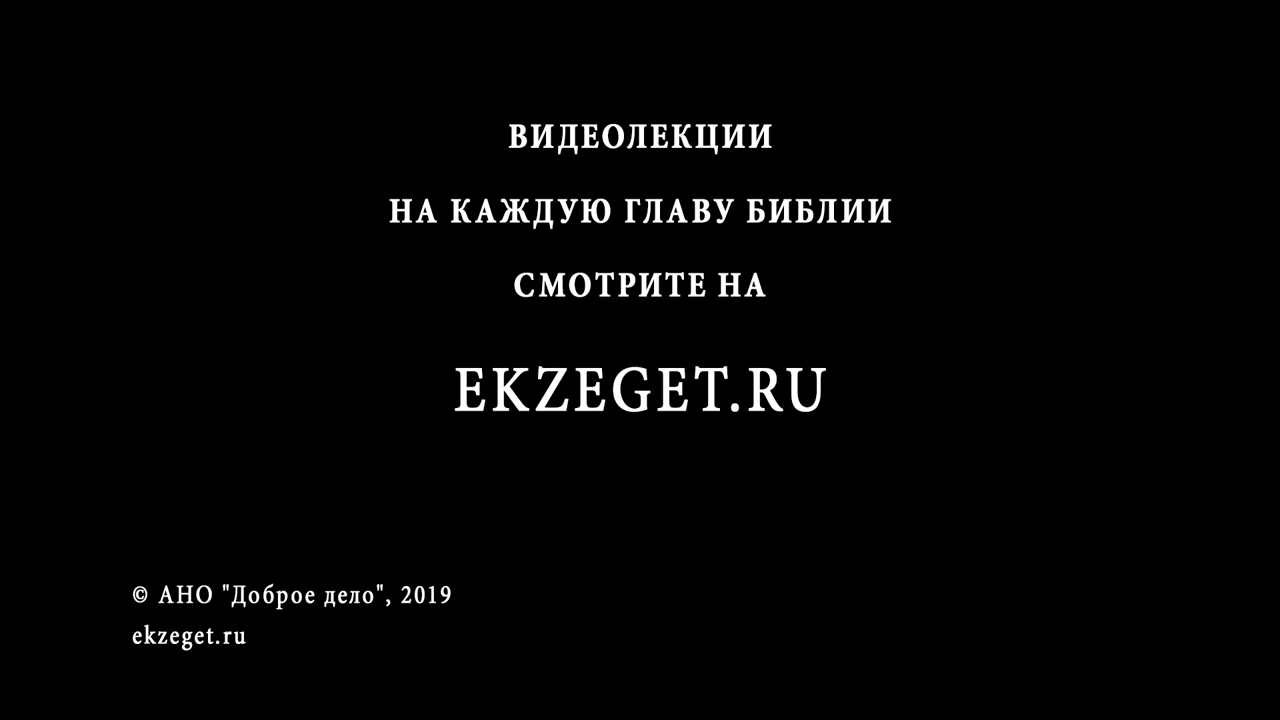 ВИДЕОЛЕКЦИИ
НА КАЖДУЮ ГЛАВУ БИБЛИИ
СМОТРИТЕ НА
EKZEGET.RU
© АНО "Доброе дело", 2019
ekzeget.ru